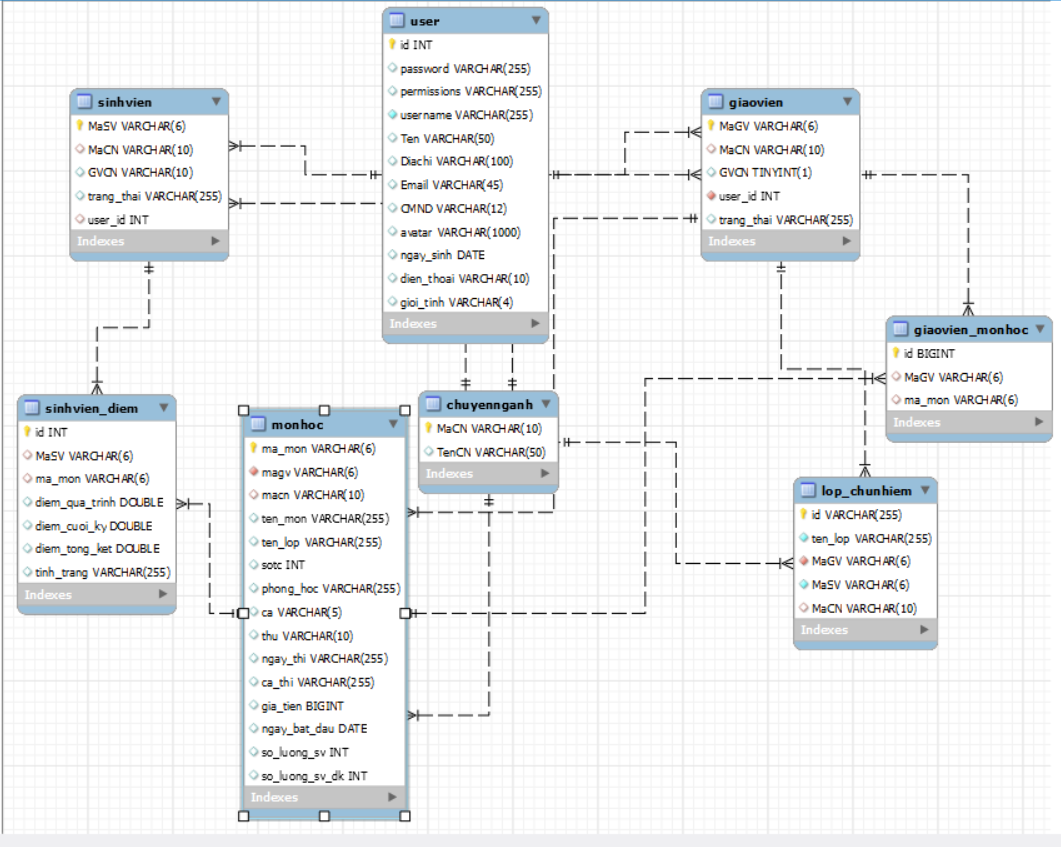 user
id INT
password VARCHAR(255)
permissions VARCHAR(255)
username VARCHAR(255)
Ten VARCHAR(50)
Diachi VARCHAR(100)
Email VARCHAR(45)
CMND VARCHAR(12)
avatar VARCHAR(1000)
ngay_sinh DATE
dien_thoai VARCHAR(10)
gioi_tinh VARCHAR(4)
Indexes
sinhvien
MaSV VARCHAR(6)
MaCN VARCHAR(10)
GVCN VARCHAR(10)
trang_thai VARCHAR(255)
user_id INT
Indexes
giaovien
MaGV VARCHAR(6)
MaCN VARCHAR(10)
GVCN TINYINT(1)
user_id INT
trang_thai VARCHAR(255)
Indexes
giaovien_monhoc
id BIGINT
MaGV VARCHAR(6)
ma_mon VARCHAR(6)
Indexes
sinhvien_diem
id INT
MaSV VARCHAR(6)
ma_mon VARCHAR(6)
diem_qua_trinh DOUBLE
diem_cuoi_ky DOUBLE
diem_tong_ket DOUBLE
tinh_trang VARCHAR(255)
Indexes
monhoc
ma_mon VARCHAR(6)
magv VARCHAR(6)
macn VARCHAR(10)
ten_mon VARCHAR(255)
ten_lop VARCHAR(255)
sotc INT
phong_hoc VARCHAR(255)
ca VARCHAR(5)
thu VARCHAR(10)
ngay_thi VARCHAR(255)
ca_thi VARCHAR(255)
gia_tien BIGINT
ngay_bat_dau DATE
so_luong_sv INT
so_luong_sv_dk INT
Indexes
chuyennganh
MaCN VARCHAR(10)
TenCN VARCHAR(50)
Indexes
lop_chunhiem
id VARCHAR(255)
ten_lop VARCHAR(255)
MaGV VARCHAR(6)
MaSV VARCHAR(6)
MaCN VARCHAR(10)
Indexes